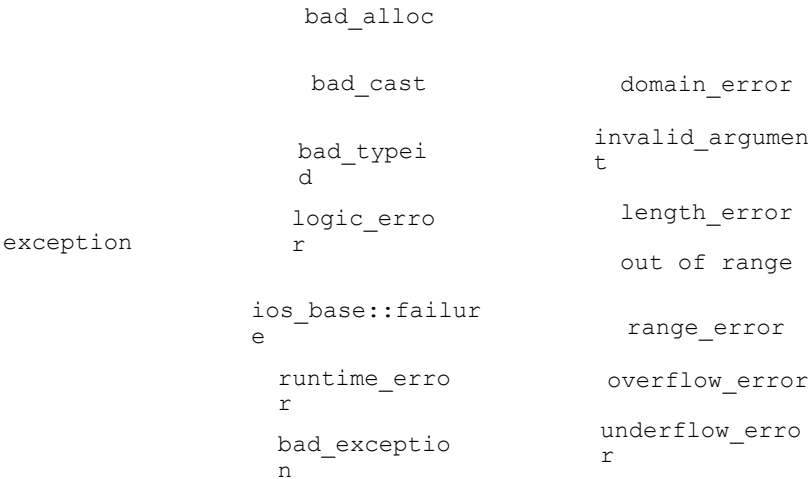 bad_alloc
bad_cast
domain_error
bad_typei
d
invalid_argumen
t
logic_erro
r
length_error
exception
out of range
ios_base::failur
e
range_error
runtime_erro
r
overflow_error
bad_exceptio
n
underflow_erro
r